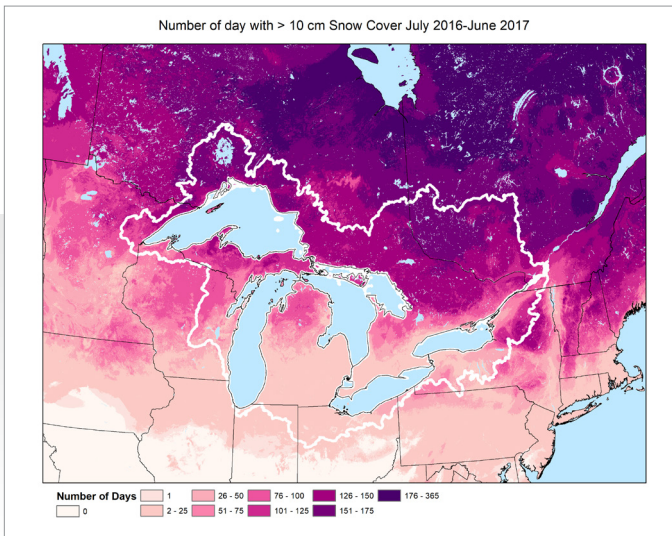 Number of day with > 10 cm Snow Cover July 2016-June 2017
Number of Days
0
1
2 - 25
26 - 50
51 - 75
76 - 100
101 - 125
126 - 150
151 - 175
176 - 365